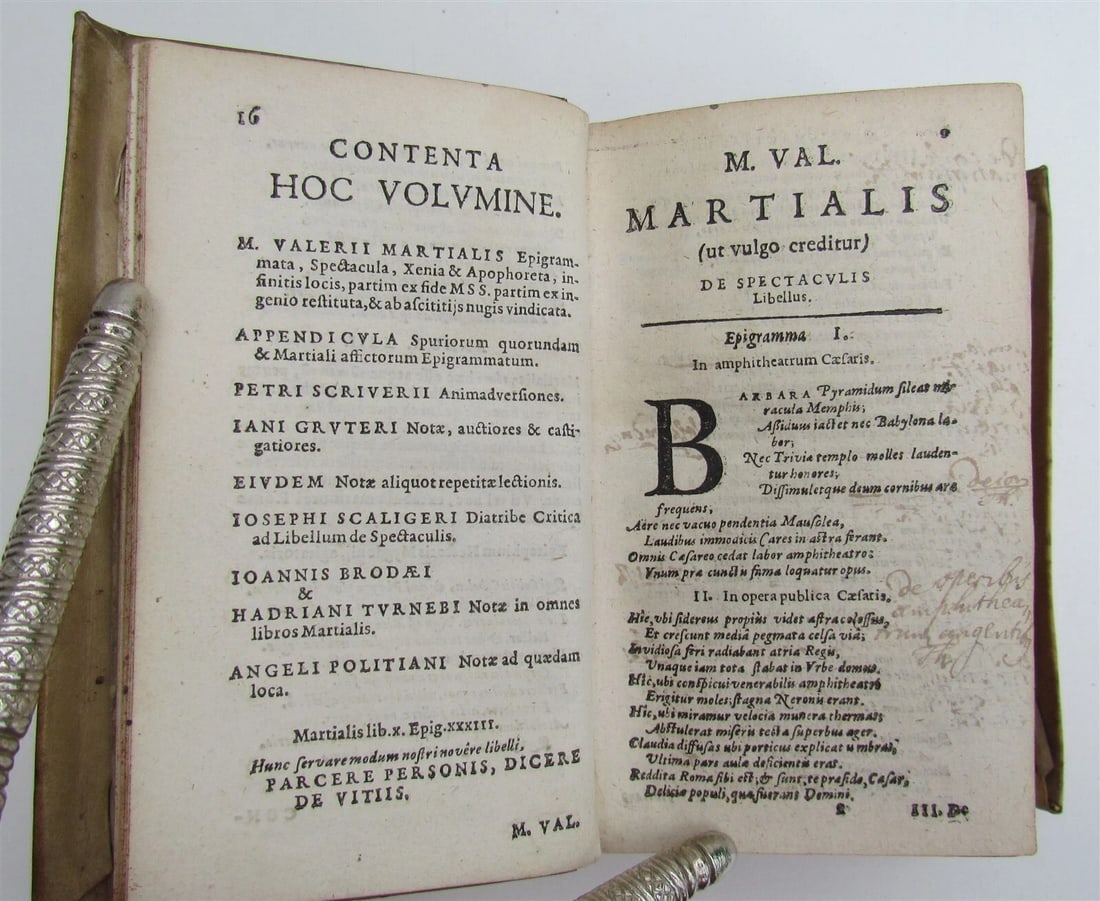 16
CONTENTA
HOC VOLVMINE.
M. VALERII MARTIALIS Epigram-
mata, Spectacula, Xenia & Apophoreta, in-
finitis locis, partim ex fide MSS. partim ex in-
genio restituta, & ab ascititijs nugis vindicata.
APPENDICVLA Spuriorum quorundam
& Martiali affectorum Epigrammatum.
PETRI SCRIVERII Animadversiones.
IANI GRVTERI Notæ, auctiores & casti-
gatiores.
EIVDEM Notæ aliquot repetitæ lectionis.
IOSEPHI SCALIGERI Diatribe Critica
ad Libellum de Spectaculis.
IOANNIS BRODÆI
&
HADRIANI TVRNEBI Notæ in omnes
libros Martialis.
ANGELI POLITIANI Notæ ad quædam
loca.
Martialis lib. x. Epig. XXXIII.
Hunc servare modum nostri novêre libelli,
PARCERE PERSONIS, DICERE
DE VITIIS.
M. VAL.
9
M. VAL.
MARTIALIS
(ut vulgo creditur)
DE SPECTACVLIS
Libellus.
Epigramma I.
In amphitheatrum Cæsaris.
BARBARA Pyramidum sileat mi-
racula Memphis;
Assiduus iactet nec Babylona la-
bor;
Nec Triviæ templo molles lauden-
tur honores;
Dissimuletque deum cornibus ara
frequens;
Aëre nec vacuo pendentia Mausolea,
Laudibus immodicis Cares in astra ferant.
Omnis Cæsareo cedat labor amphitheatro:
Vnum præ cunctis fama loquatur opus.
II. In opera publica Cæsaris.
Hic, ubi sidereus propius videt astra colossus,
Et crescunt mediâ pegmata celsa viâ;
Invidiosa feri radiabant atria Regis,
Unaque iam tota stabat in Vrbe domus.
Hic, ubi conspicui venerabilis amphitheatri
Erigitur moles, stagna Neronis erant.
Hic, ubi miramur velocia munera thermas
Abstulerat miseris tecta superbus ager.
Claudia diffusas ubi porticus explicat umbras,
Ultima pars aulæ deficientis erat.
Reddita Roma sibi est; & sunt, te præside, Cæsar,
Deliciæ populi, quæ fuerant Domini.
III. De
de operibus
amphithea